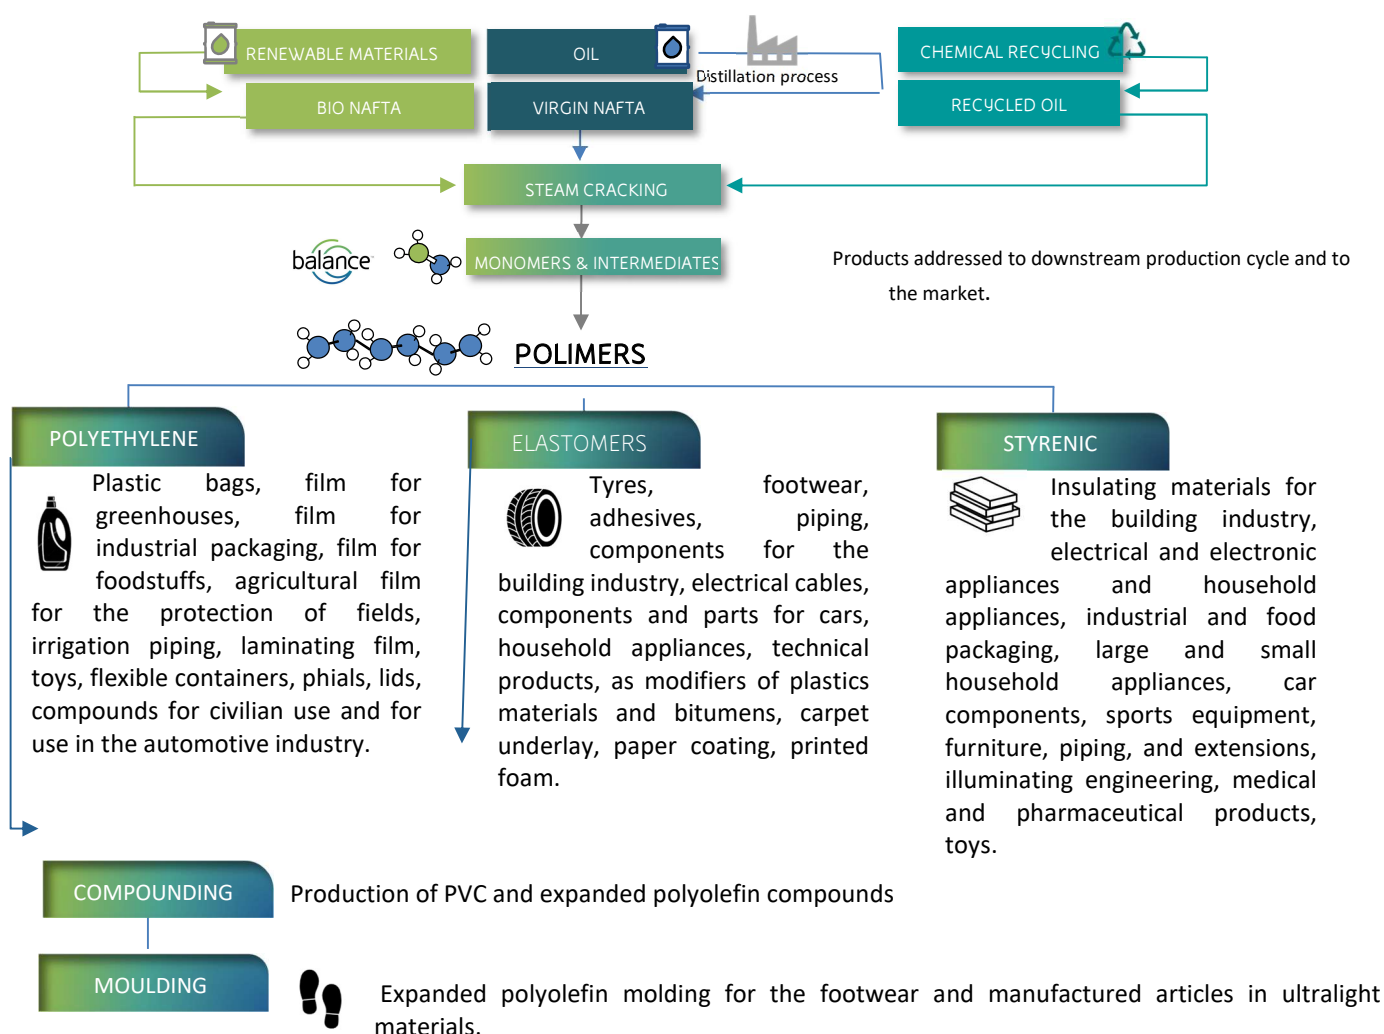 RENEWABLE MATERIALS
OIL
Distillation process
CHEMICAL RECYCLING
BIO NAFTA
VIRGIN NAFTA
RECYCLED OIL
STEAM CRACKING
balance
MONOMERS & INTERMEDIATES
Products addressed to downstream production cycle and to
the market.
POLIMERS
POLYETHYLENE
Plastic bags, film for
greenhouses, film for
industrial packaging, film for
foodstuffs, agricultural film
for the protection of fields,
irrigation piping, laminating film,
toys, flexible containers, phials, lids,
compounds for civilian use and for
use in the automotive industry.
ELASTOMERS
Tyres, footwear,
adhesives, piping,
components for the
building industry, electrical cables,
components and parts for cars,
household appliances, technical
products, as modifiers of plastics
materials and bitumens, carpet
underlay, paper coating, printed
foam.
STYRENIC
Insulating materials for
the building industry,
electrical and electronic
appliances and household
appliances, industrial and food
packaging, large and small
household appliances, car
components, sports equipment,
furniture, piping, and extensions,
illuminating engineering, medical
and pharmaceutical products,
toys.
COMPOUNDING
Production of PVC and expanded polyolefin compounds
MOULDING
Expanded polyolefin molding for the footwear and manufactured articles in ultralight
materials.